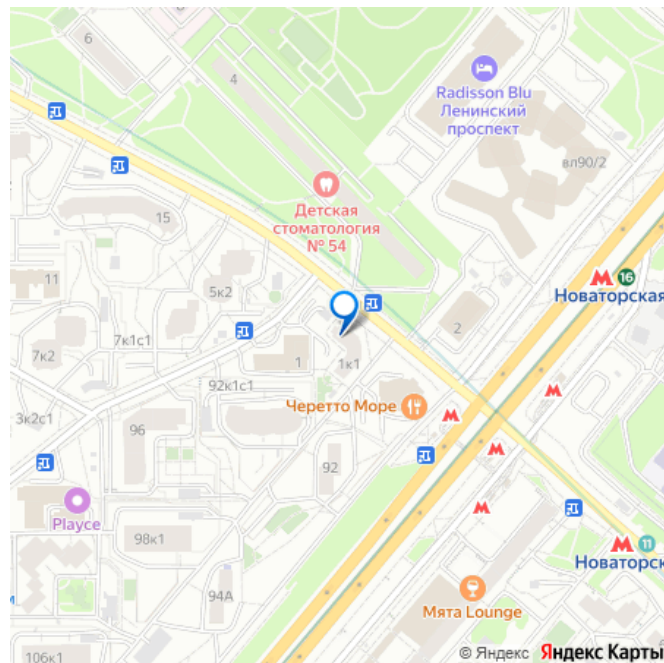 6
4
Radisson Blu
Ленинский
проспект
вл90/2
Детская
стоматология
№ 54
15
16
Новаторская
11
5к2
2
7к1с1
7к2
1
1к1
92к1с1
Черетто Море
3к2с1
96
92
Playce
98к1
11
Новаторск
94А
Мята Lounge
м
106к1
© Яндекс Яндекс Карты